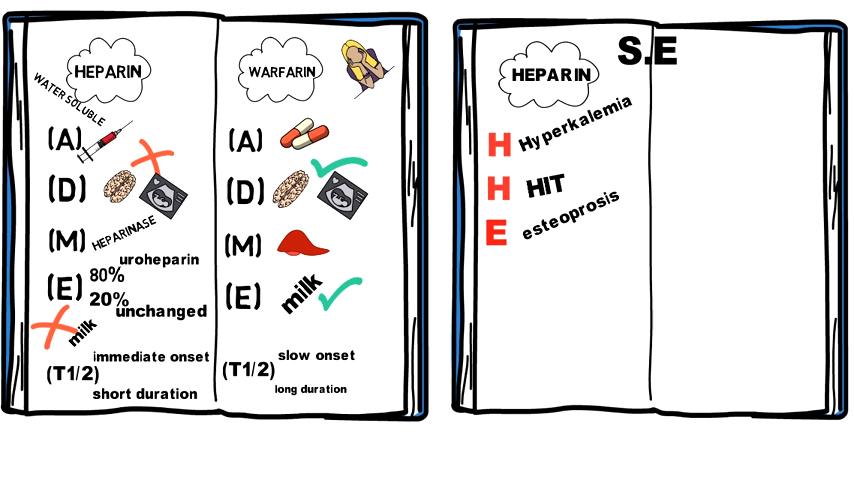 HEPARIN
WATER SOLUBLE
(A)
(D)
(M) HEPARINASE
uroheparin
(E) 80%
20%
unchanged
milk
immediate onset
(T1/2)
short duration
WARFARIN
(A)
(D)
(M)
(E) milk
slow onset
(T1/2)
long duration
S.E
HEPARIN
H Hyperkalemia
H HIT
E esteoprosis